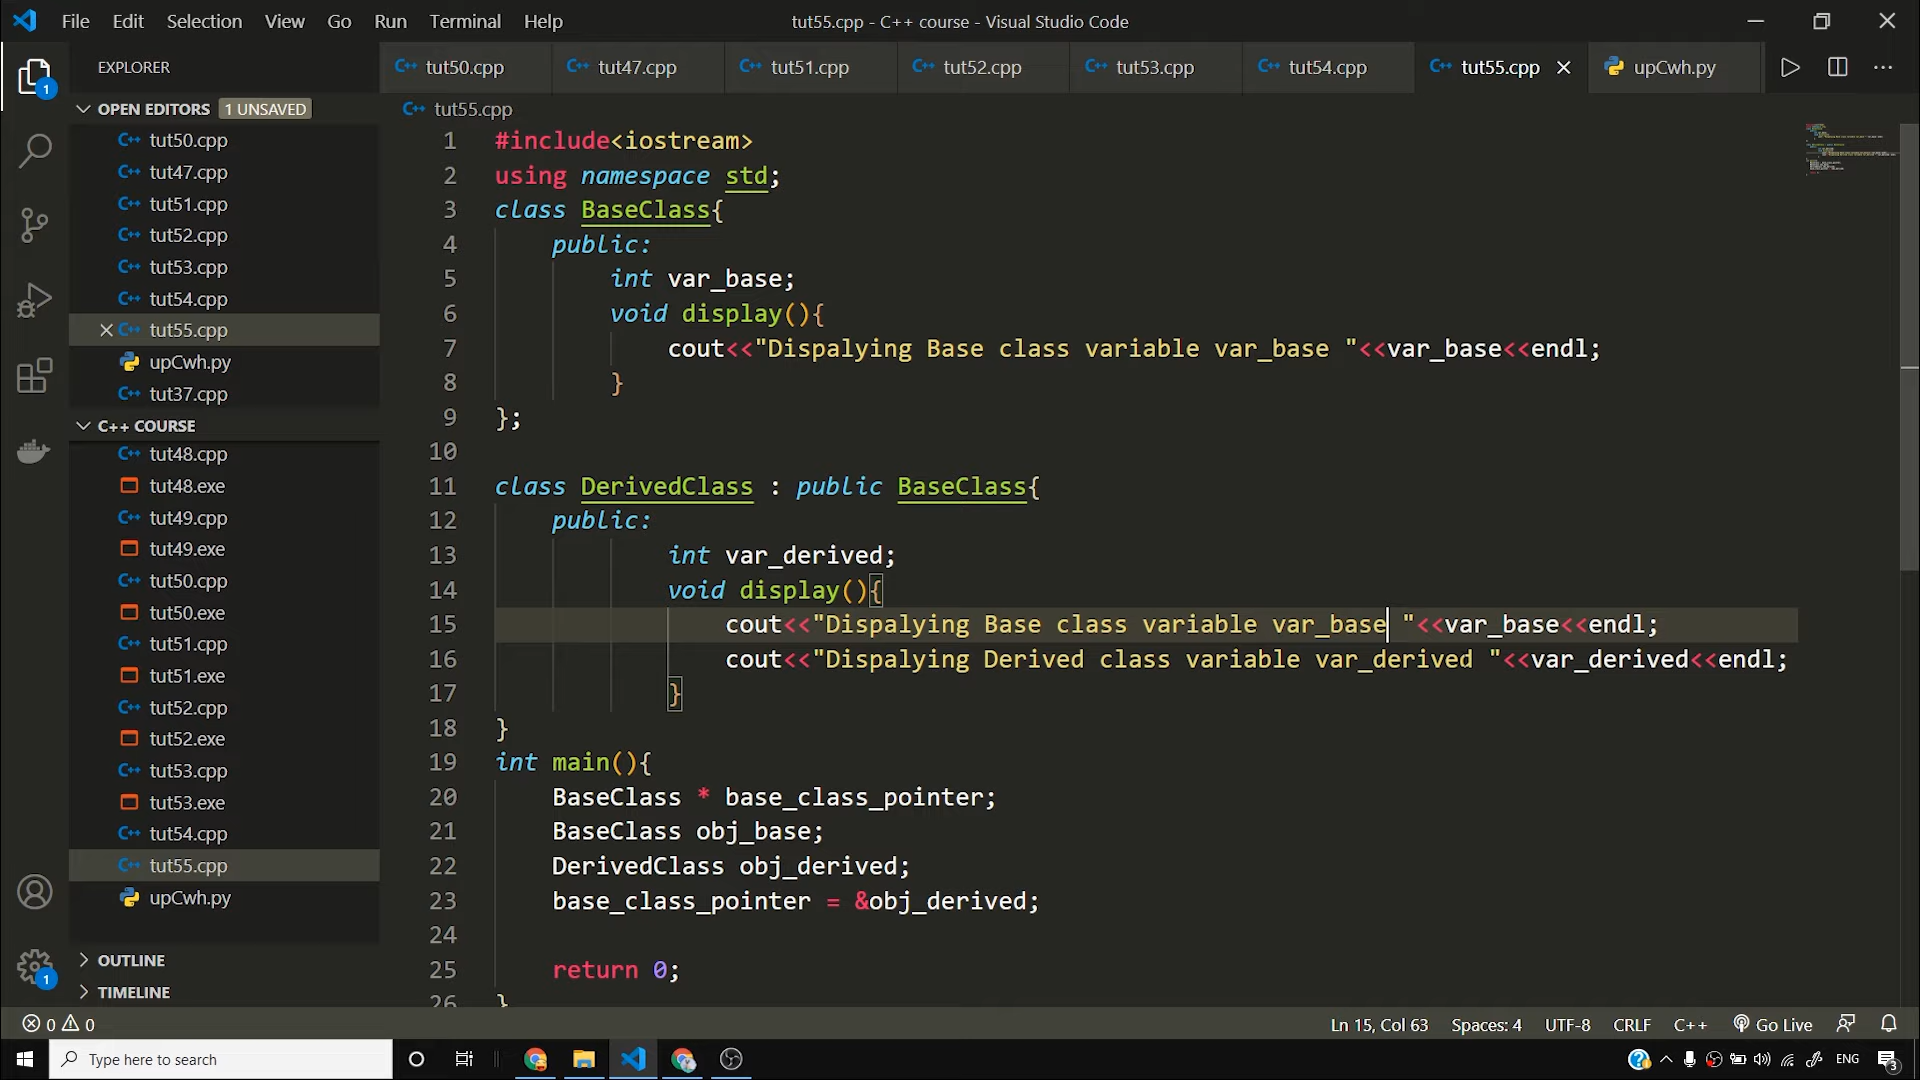 File Edit Selection View Go Run Terminal Help
tut55.cpp - C++ course - Visual Studio Code
EXPLORER
OPEN EDITORS 1 UNSAVED
tut50.cpp
tut47.cpp
tut51.cpp
tut52.cpp
tut53.cpp
tut54.cpp
tut55.cpp
upCwh.py
tut37.cpp
C++ COURSE
tut48.cpp
tut48.exe
tut49.cpp
tut49.exe
tut50.cpp
tut50.exe
tut51.cpp
tut51.exe
tut52.cpp
tut52.exe
tut53.cpp
tut53.exe
tut54.cpp
tut55.cpp
upCwh.py
OUTLINE
TIMELINE
1
1
tut50.cpp tut47.cpp tut51.cpp tut52.cpp tut53.cpp tut54.cpp tut55.cpp upCwh.py
tut55.cpp
1 #include<iostream>
2 using namespace std;
3 class BaseClass{
4 public:
5 int var_base;
6 void display(){
7 cout<<"Dispalying Base class variable var_base "<<var_base<<endl;
8 }
9 };
10
11 class DerivedClass : public BaseClass{
12 public:
13 int var_derived;
14 void display(){
15 cout<<"Dispalying Base class variable var_base "<<var_base<<endl;
16 cout<<"Dispalying Derived class variable var_derived "<<var_derived<<endl;
17 }
18 }
19 int main(){
20 BaseClass * base_class_pointer;
21 BaseClass obj_base;
22 DerivedClass obj_derived;
23 base_class_pointer = &obj_derived;
24
25 return 0;
26 }
0 0 Ln 15, Col 63 Spaces: 4 UTF-8 CRLF C++ Go Live
Type here to search
ENG
3